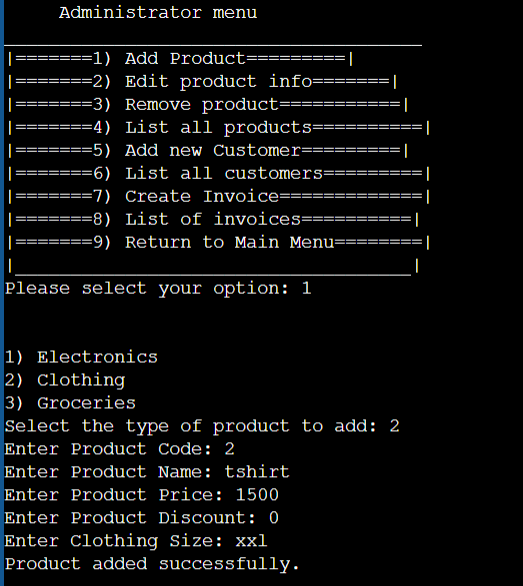 Administrator menu
|=======1) Add Product=========|
|=======2) Edit product info=======|
|=======3) Remove product===========|
|=======4) List all products==========|
|=======5) Add new Customer=========|
|=======6) List all customers=========|
|=======7) Create Invoice=============|
|=======8) List of invoices==========|
|=======9) Return to Main Menu========|
|____________________________________|
Please select your option: 1
1) Electronics
2) Clothing
3) Groceries
Select the type of product to add: 2
Enter Product Code: 2
Enter Product Name: tshirt
Enter Product Price: 1500
Enter Product Discount: 0
Enter Clothing Size: xxl
Product added successfully.